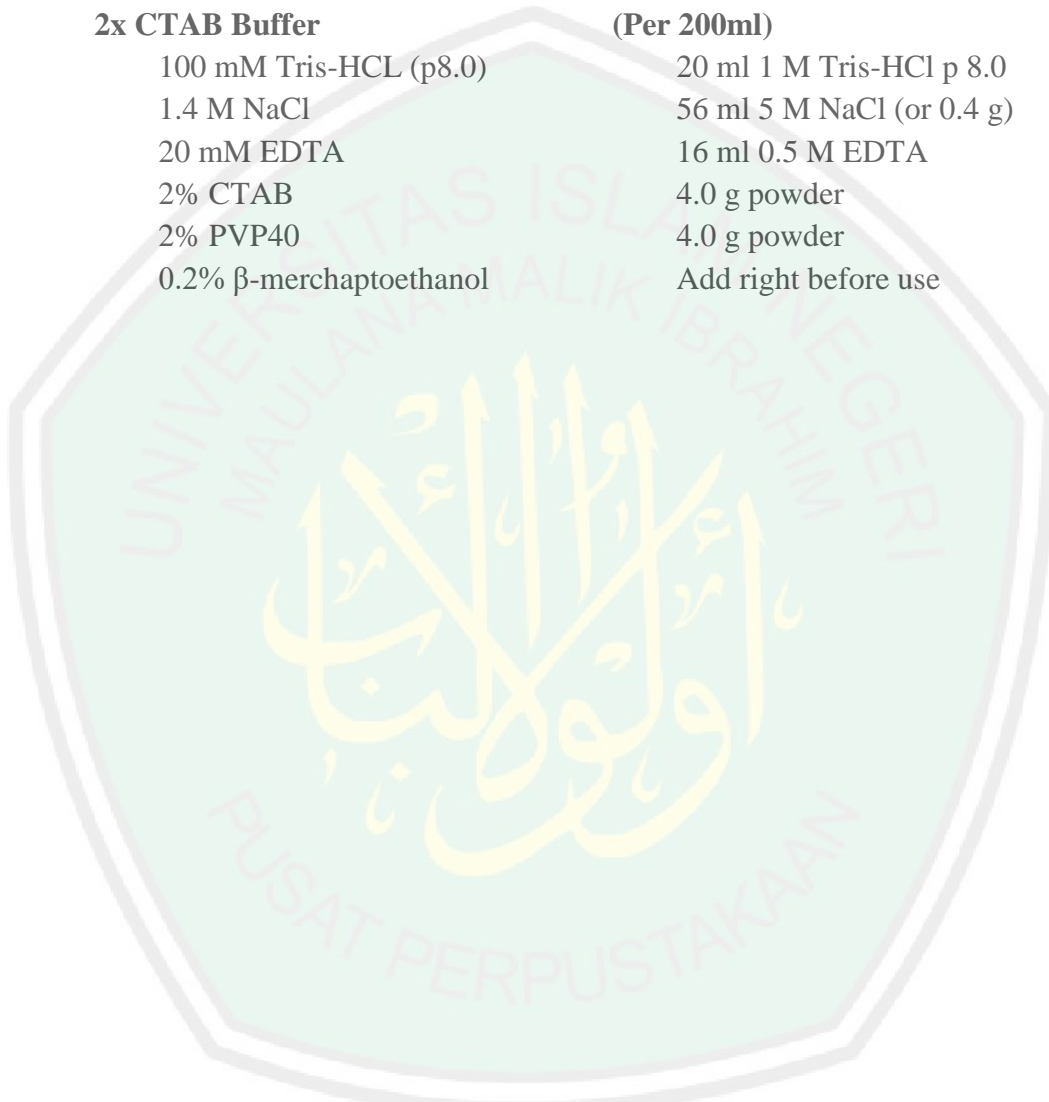 2x CTAB Buffer (Per 200ml)
100 mM Tris-HCL (p8.0) 20 ml 1 M Tris-HCl p 8.0
1.4 M NaCl 56 ml 5 M NaCl (or 0.4 g)
20 mM EDTA 16 ml 0.5 M EDTA
2% CTAB 4.0 g powder
2% PVP40 4.0 g powder
0.2% β-merchaptoethanol Add right before use
UNIVERSITAS ISLAM NEGERI
MAULANA MALIK IBRAHIM
أولوا الألباب
PUSAT PERPUSTAKAAN